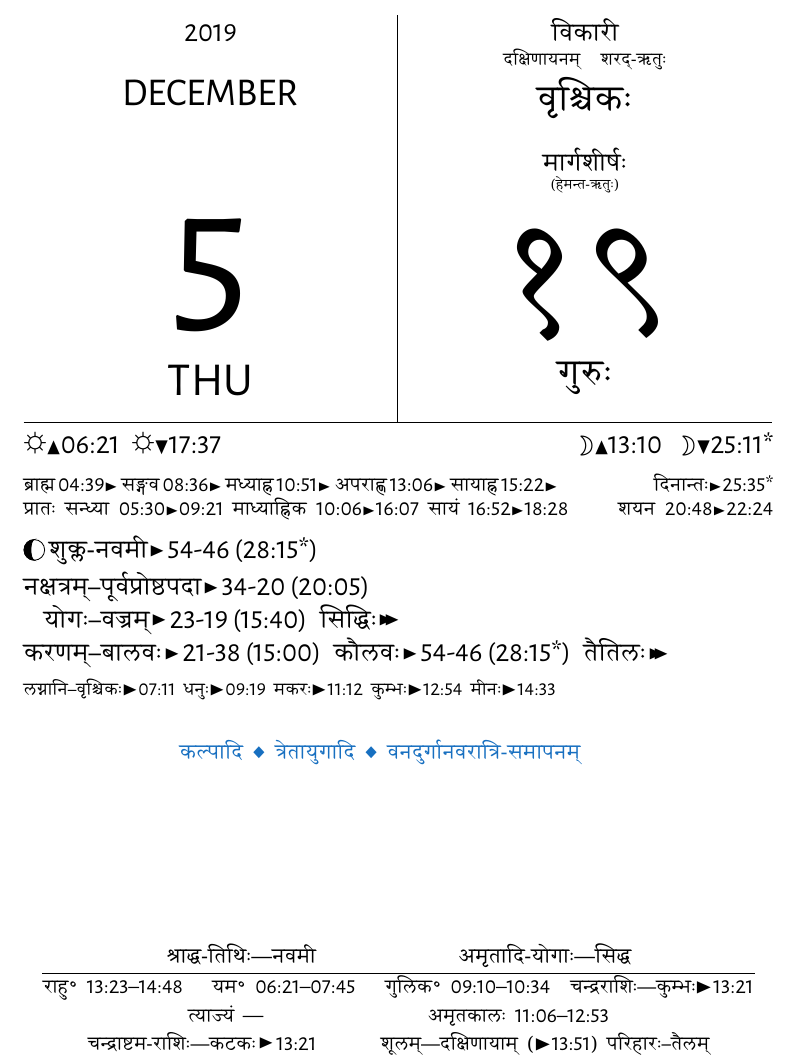 2019
DECEMBER
5
THU
विकारी
दक्षिणायनम् शरद्-ऋतुः
वृश्चिकः
मार्गशीर्षः
(हेमन्त-ऋतुः)
१९
गुरुः
☼▲06:21 ☼▼17:37 ☽▲13:10 ☽▼25:11*
ब्राह्म 04:39► सङ्गव 08:36► मध्याह्न 10:51► अपराह्ण 13:06► सायाह्न 15:22► दिनान्तः►25:35*
प्रातः सन्ध्या 05:30►09:21 माध्याह्निक 10:06►16:07 सायं 16:52►18:28 शयन 20:48►22:24
शुक्ल-नवमी►54-46 (28:15*)
नक्षत्रम्–पूर्वप्रोष्ठपदा►34-20 (20:05)
योगः–वज्रम्►23-19 (15:40) सिद्धिः►►
करणम्–बालवः►21-38 (15:00) कौलवः►54-46 (28:15*) तैतिलः►►
लग्नानि–वृश्चिकः►07:11 धनुः►09:19 मकरः►11:12 कुम्भः►12:54 मीनः►14:33
कल्पादि ◆ त्रेतायुगादि ◆ वनदुर्गानवरात्रि-समापनम्
श्राद्ध-तिथिः—नवमी अमृतादि-योगाः—सिद्ध
राहु॰ 13:23–14:48 यम॰ 06:21–07:45 गुलिक॰ 09:10–10:34 चन्द्रराशिः—कुम्भः►13:21
त्याज्यं — अमृतकालः 11:06–12:53
चन्द्राष्टम-राशिः—कटकः►13:21 शूलम्—दक्षिणायाम् (►13:51) परिहारः–तैलम्